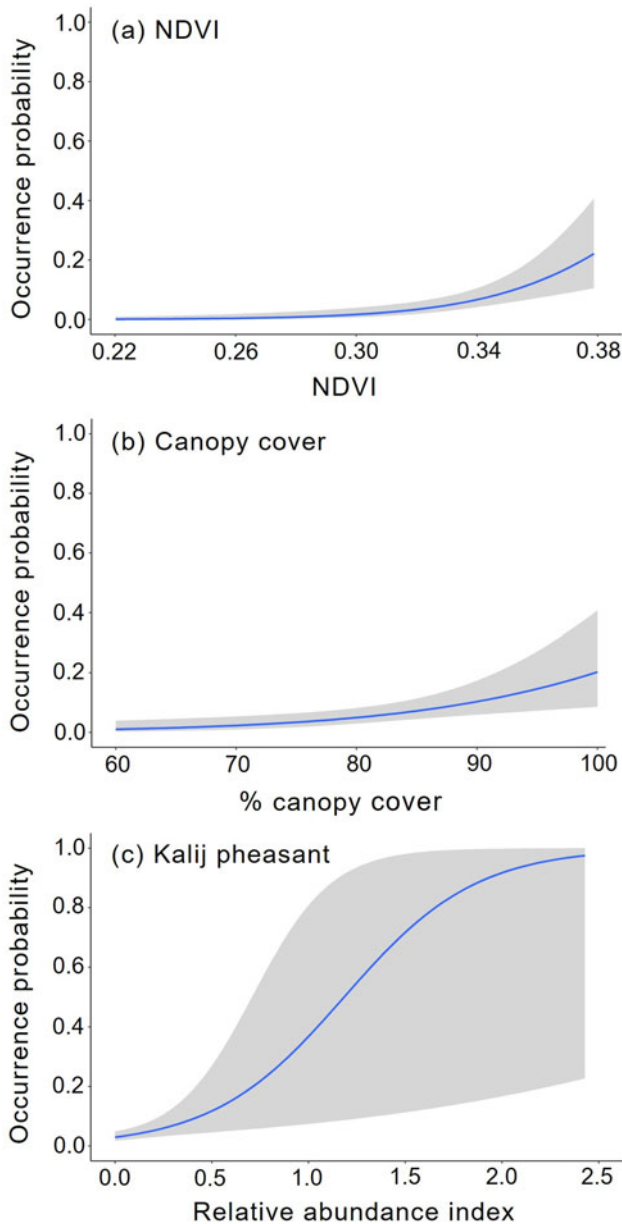 (a) NDVI
Occurrence probability
1.0
0.8
0.6
0.4
0.2
0.0
0.22 0.26 0.30 0.34 0.38
NDVI
(b) Canopy cover
Occurrence probability
1.0
0.8
0.6
0.4
0.2
0.0
60 70 80 90 100
% canopy cover
(c) Kalij pheasant
Occurrence probability
1.0
0.8
0.6
0.4
0.2
0.0
0.0 0.5 1.0 1.5 2.0 2.5
Relative abundance index